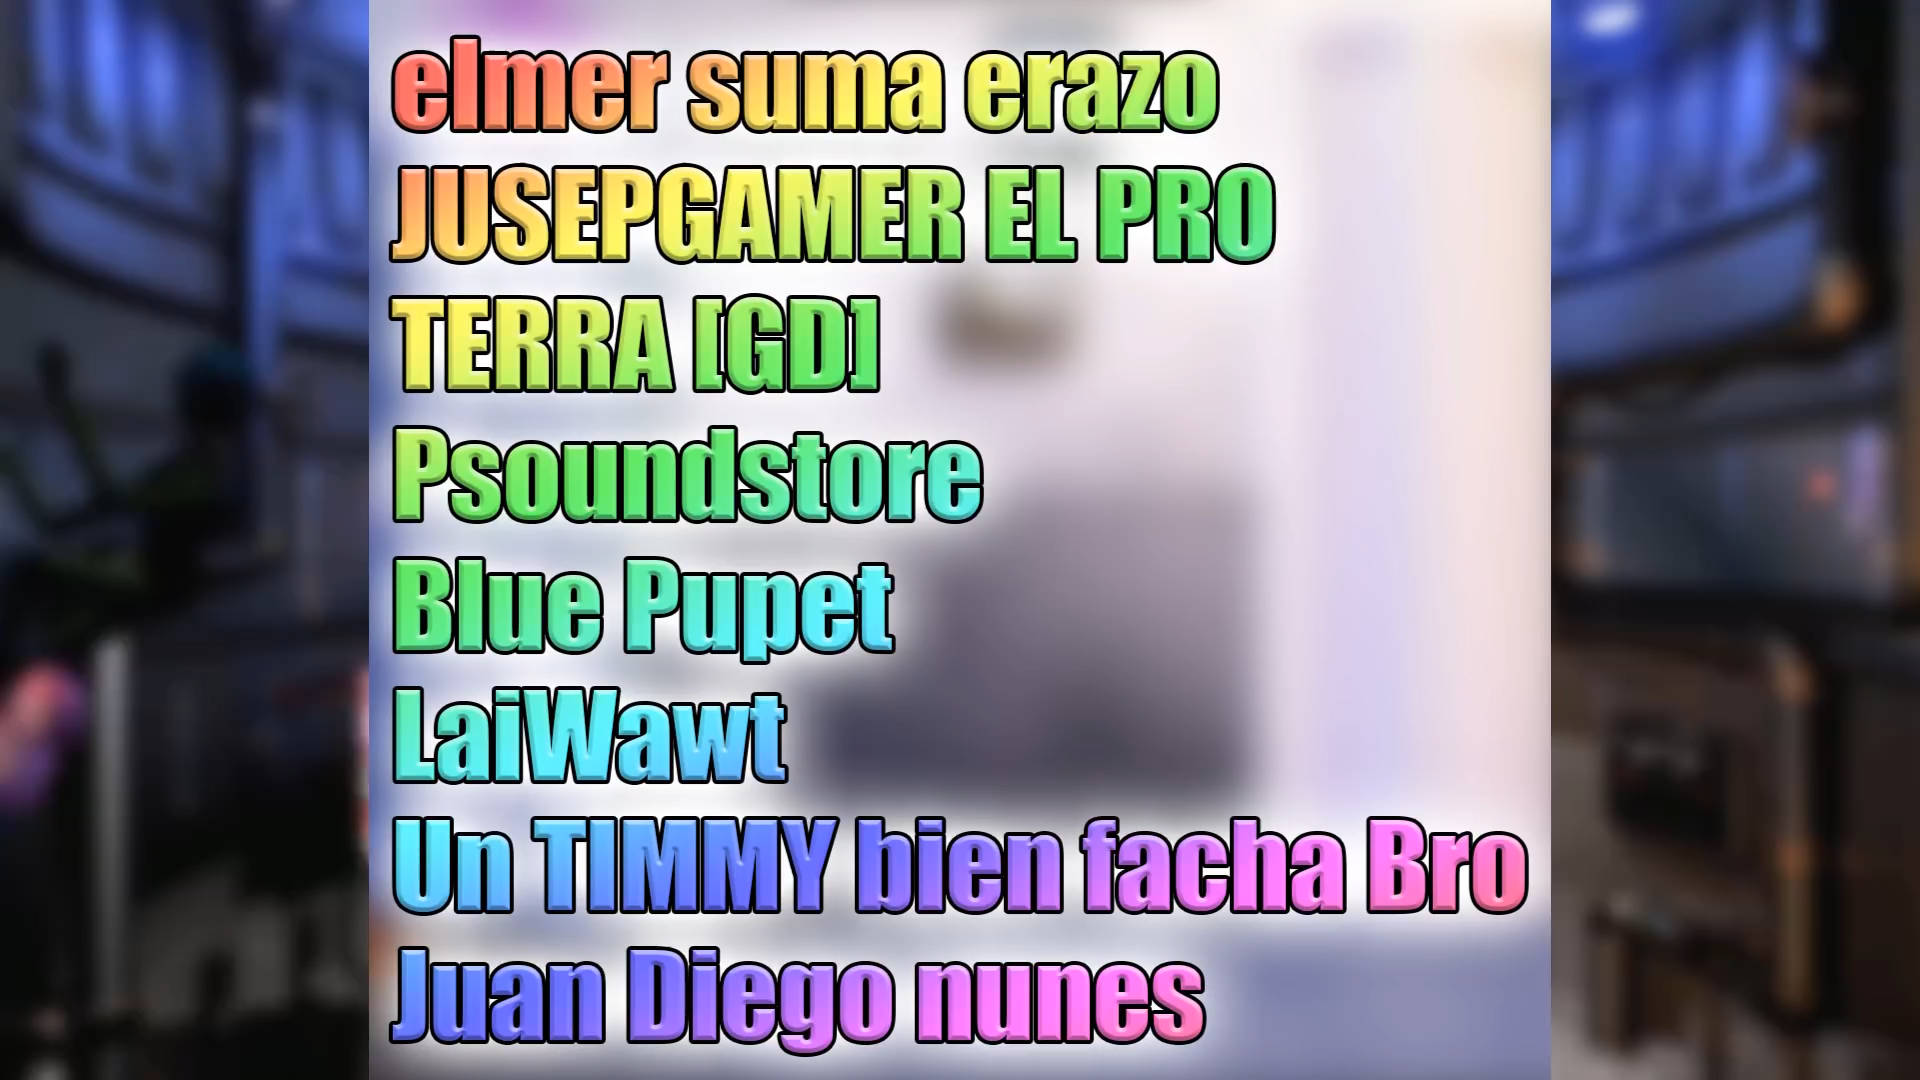 elmer suma erazo
JUSEPGAMER EL PRO
TERRA [GD]
Psoundstore
Blue Pupet
LaiWawt
Un TIMMY bien facha Bro
Juan Diego nunes